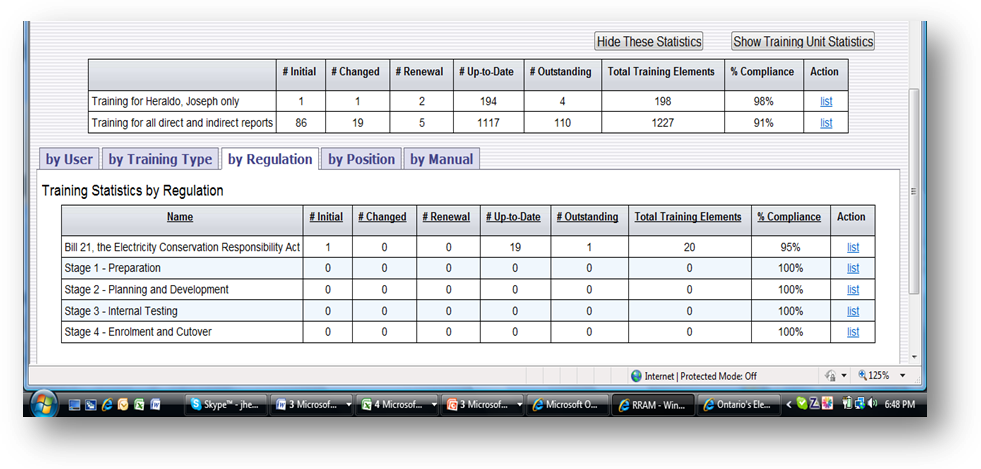 Hide These Statistics Show Training Unit Statistics
# Initial # Changed # Renewal # Up-to-Date # Outstanding Total Training Elements % Compliance Action
Training for Heraldo, Joseph only 1 1 2 194 4 198 98% list
Training for all direct and indirect reports 86 19 5 1117 110 1227 91% list
by User by Training Type by Regulation by Position by Manual
Training Statistics by Regulation
Name # Initial # Changed # Renewal # Up-to-Date # Outstanding Total Training Elements % Compliance Action
Bill 21, the Electricity Conservation Responsibility Act 1 0 0 19 1 20 95% list
Stage 1 - Preparation 0 0 0 0 0 0 100% list
Stage 2 - Planning and Development 0 0 0 0 0 0 100% list
Stage 3 - Internal Testing 0 0 0 0 0 0 100% list
Stage 4 - Enrolment and Cutover 0 0 0 0 0 0 100% list
Internet | Protected Mode: Off 125%
Skype™ - jhe... 3 Microsof... 4 Microsof... 3 Microsof... Microsoft O... RRAM - Win... Ontario's Ele... 6:48 PM